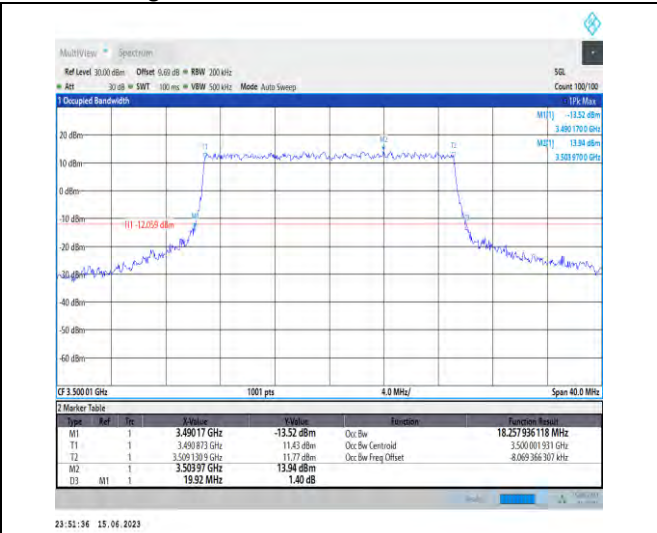 MultiView Spectrum
Ref Level 30.00 dBm Offset 9.69 dB RBW 200 kHz SGL
Att 30 dB SWT 100 ms VBW 500 kHz Mode Auto Sweep Count 100/100
1 Occupied Bandwidth 1Pk Max
M1[1] -13.52 dBm
3.490 170 0 GHz
M2[1] 13.94 dBm
3.503 970 0 GHz
20 dBm
T1 M2 T2
10 dBm
0 dBm
-10 dBm
M1
H1 -12.059 dBm
-20 dBm
-30 dBm
-40 dBm
-50 dBm
-60 dBm
CF 3.500 01 GHz 1001 pts 4.0 MHz/ Span 40.0 MHz
2 Marker Table
Type Ref Trc X-Value Y-Value Function Function Result
M1 1 3.490 17 GHz -13.52 dBm Occ Bw 18.257 936 118 MHz
T1 1 3.490 873 GHz 11.43 dBm Occ Bw Centroid 3.500 001 931 GHz
T2 1 3.509 130 9 GHz 11.77 dBm Occ Bw Freq Offset -8.069 366 307 kHz
M2 1 3.503 97 GHz 13.94 dBm
D3 M1 1 19.92 MHz 1.40 dB
23:51:36 15.06.2023